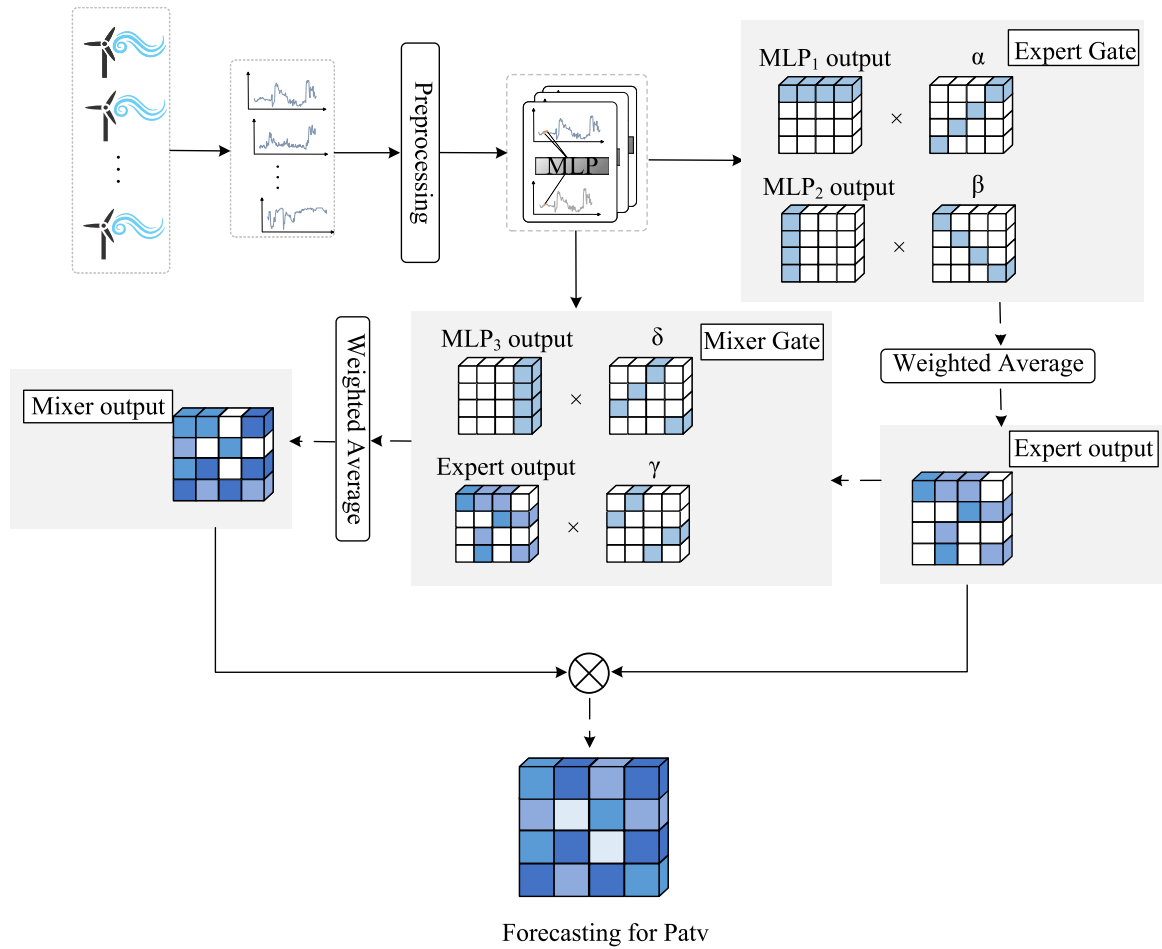 Preprocessing
MLP
Expert Gate
MLP₁ output
α
×
MLP₂ output
β
×
Weighted Average
Expert output
Mixer Gate
MLP₃ output
δ
×
Expert output
γ
×
Weighted Average
Mixer output
Forecasting for Patv